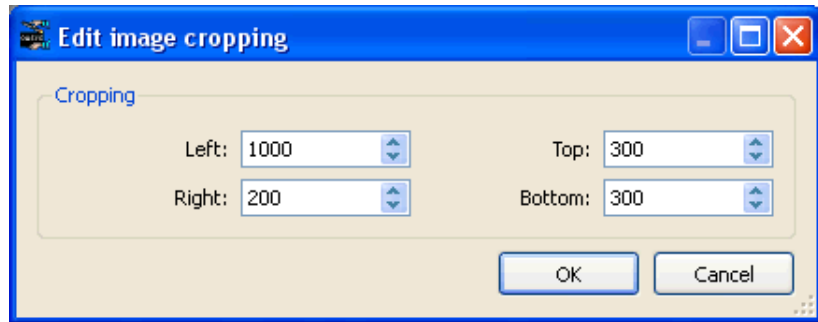 Edit image cropping
Cropping
Left: 1000 Top: 300
Right: 200 Bottom: 300
OK Cancel